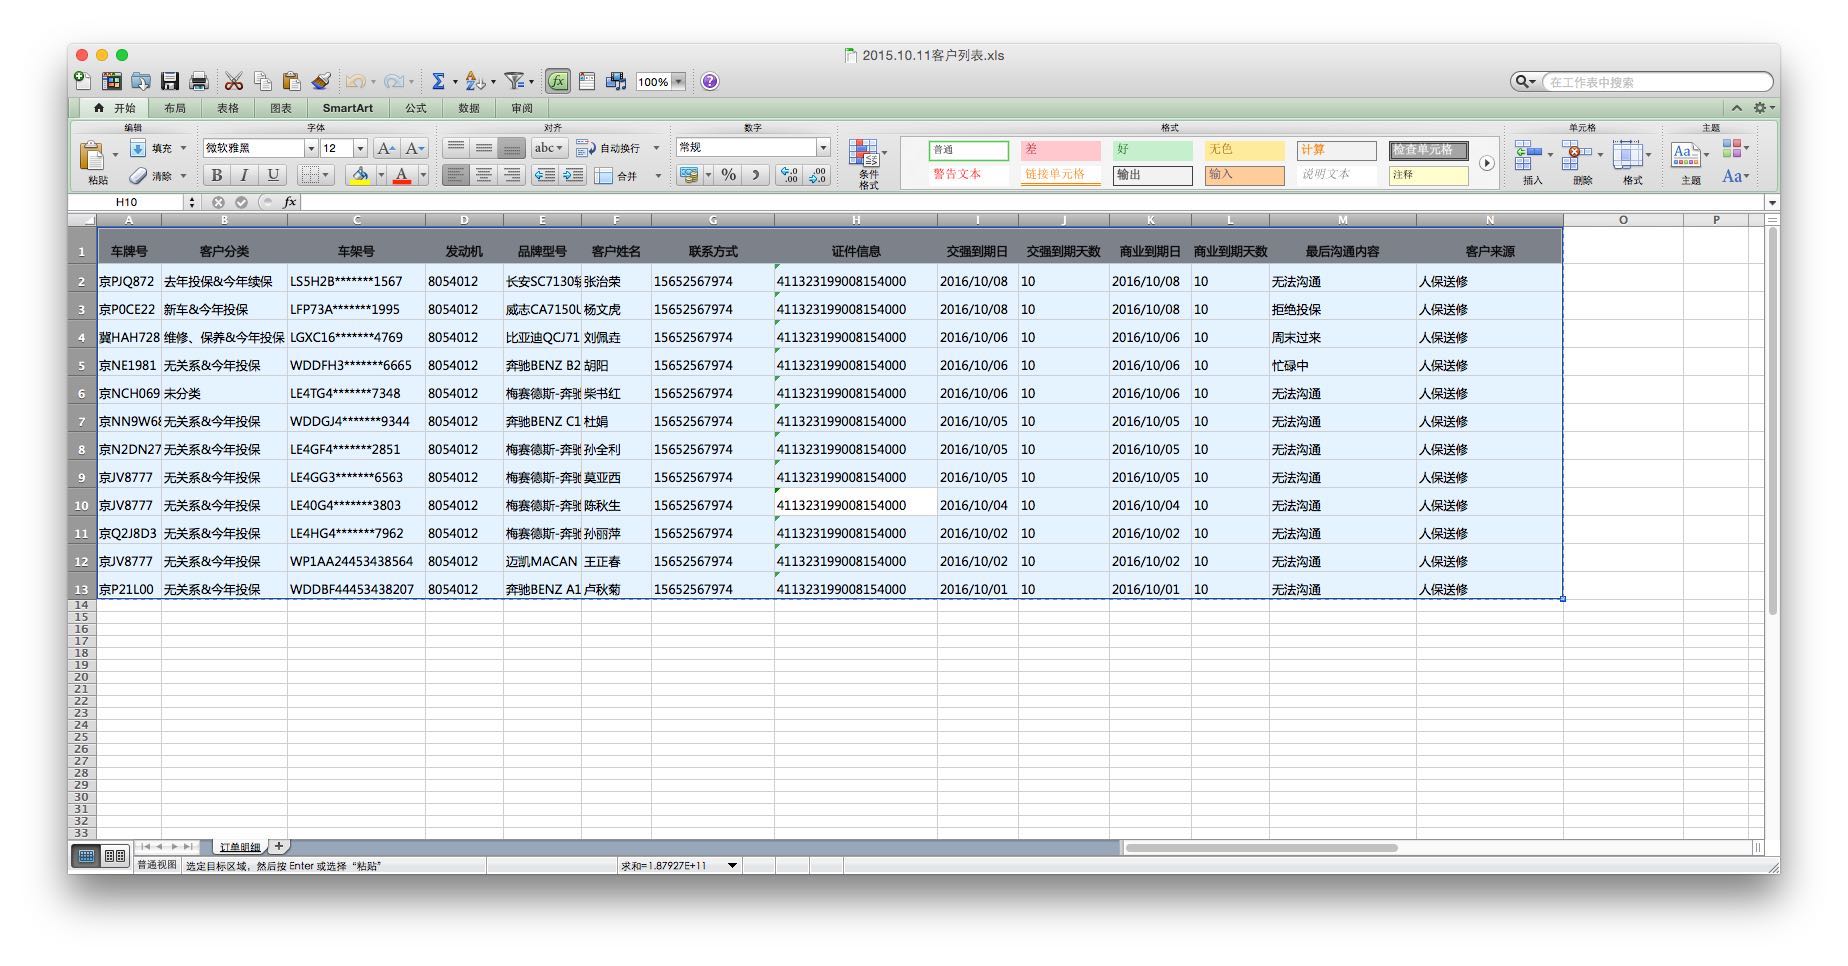 2015.10.11客户列表.xls
100%
在工作表中搜索
开始 布局 表格 图表 SmartArt 公式 数据 审阅
编辑 字体 对齐 数字 格式 单元格 主题
粘贴 填充 清除
微软雅黑 12
B I U A
abc 自动换行 合并
常规
条件格式
普通 差 好 无色 计算 检查单元格
警告文本 链接单元格 输出 输入 说明文本 注释
插入 删除 格式 主题 Aa
H10 fx
A B C D E F G H I J K L M N O P
1 车牌号 客户分类 车架号 发动机 品牌型号 客户姓名 联系方式 证件信息 交强到期日 交强到期天数 商业到期日 商业到期天数 最后沟通内容 客户来源
2 京PJQ872 去年投保&今年续保 LS5H2B*******1567 8054012 长安SC7130轿 张治荣 15652567974 411323199008154000 2016/10/08 10 2016/10/08 10 无法沟通 人保送修
3 京P0CE22 新车&今年投保 LFP73A*******1995 8054012 威志CA7150U 杨文虎 15652567974 411323199008154000 2016/10/08 10 2016/10/08 10 拒绝投保 人保送修
4 冀HAH728 维修、保养&今年投保 LGXC16*******4769 8054012 比亚迪QCJ71 刘佩垚 15652567974 411323199008154000 2016/10/06 10 2016/10/06 10 周末过来 人保送修
5 京NE1981 无关系&今年投保 WDDFH3*******6665 8054012 奔驰BENZ B2 胡阳 15652567974 411323199008154000 2016/10/06 10 2016/10/06 10 忙碌中 人保送修
6 京NCH069 未分类 LE4TG4*******7348 8054012 梅赛德斯-奔驰 柴书红 15652567974 411323199008154000 2016/10/06 10 2016/10/06 10 无法沟通 人保送修
7 京NN9W68 无关系&今年投保 WDDGJ4*******9344 8054012 奔驰BENZ C1 杜娟 15652567974 411323199008154000 2016/10/05 10 2016/10/05 10 无法沟通 人保送修
8 京N2DN27 无关系&今年投保 LE4GF4*******2851 8054012 梅赛德斯-奔驰 孙全利 15652567974 411323199008154000 2016/10/05 10 2016/10/05 10 无法沟通 人保送修
9 京JV8777 无关系&今年投保 LE4GG3*******6563 8054012 梅赛德斯-奔驰 莫亚西 15652567974 411323199008154000 2016/10/05 10 2016/10/05 10 无法沟通 人保送修
10 京JV8777 无关系&今年投保 LE40G4*******3803 8054012 梅赛德斯-奔驰 陈秋生 15652567974 411323199008154000 2016/10/04 10 2016/10/04 10 无法沟通 人保送修
11 京Q2J8D3 无关系&今年投保 LE4HG4*******7962 8054012 梅赛德斯-奔驰 孙丽萍 15652567974 411323199008154000 2016/10/02 10 2016/10/02 10 无法沟通 人保送修
12 京JV8777 无关系&今年投保 WP1AA24453438564 8054012 迈凯MACAN 王正春 15652567974 411323199008154000 2016/10/02 10 2016/10/02 10 无法沟通 人保送修
13 京P21L00 无关系&今年投保 WDDBF44453438207 8054012 奔驰BENZ A1 卢秋菊 15652567974 411323199008154000 2016/10/01 10 2016/10/01 10 无法沟通 人保送修
14
15
16
17
18
19
20
21
22
23
24
25
26
27
28
29
30
31
32
33
订单明细
普通视图 选定目标区域，然后按 Enter 或选择“粘贴” 求和=1.87927E+11